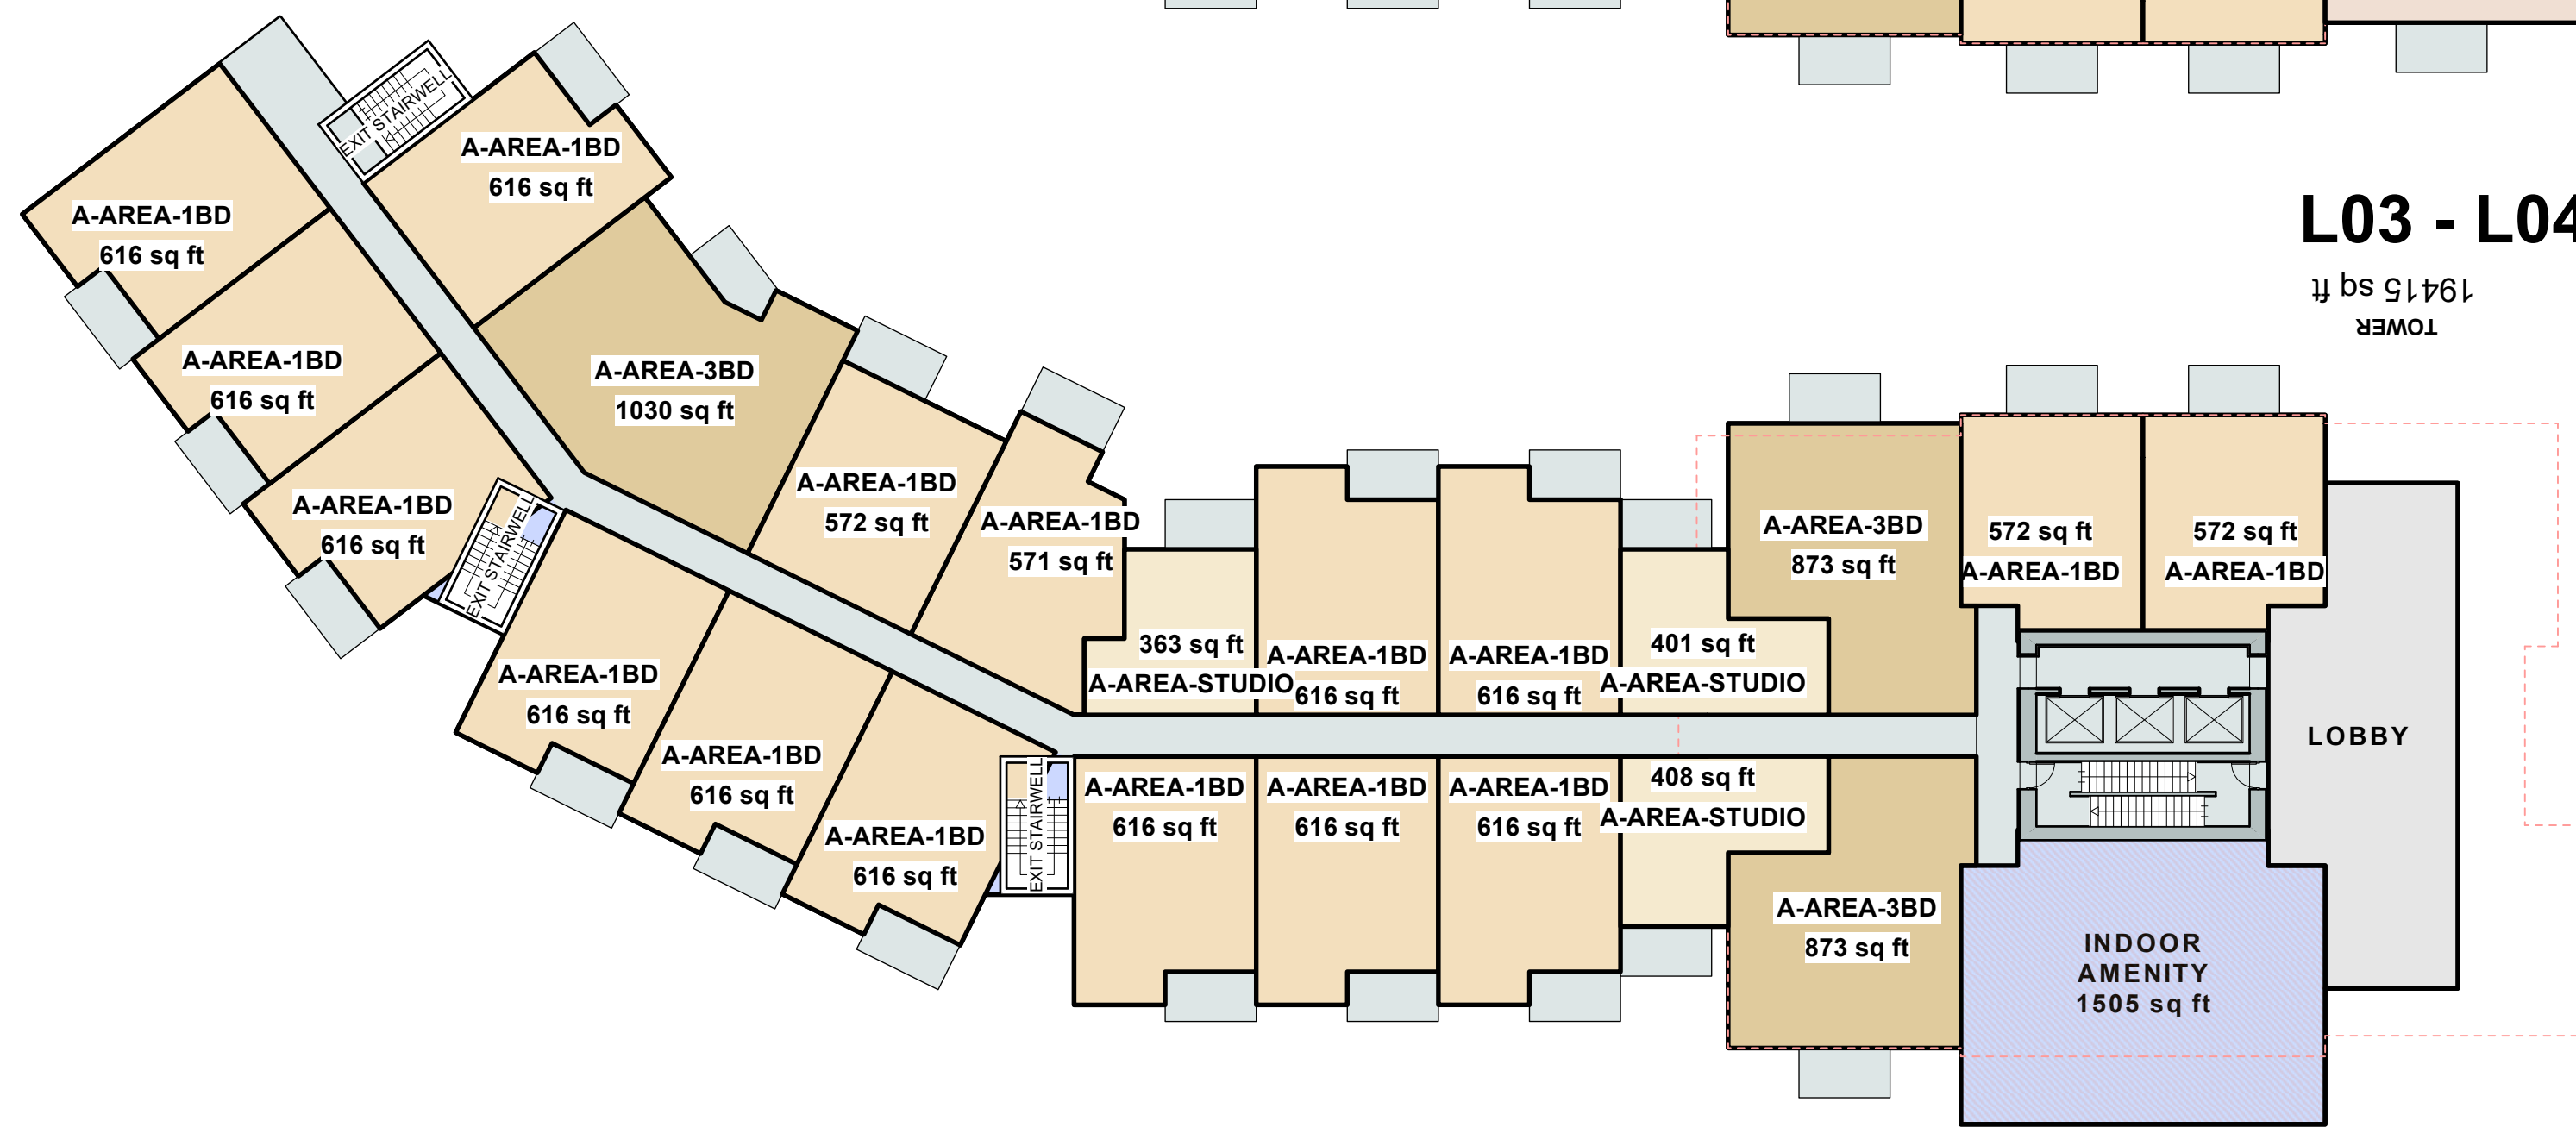 EXIT STAIRWELL
A-AREA-1BD
616 sq ft
A-AREA-1BD
616 sq ft
L03 - L04
19415 sq ft
TOWER
A-AREA-1BD
616 sq ft
A-AREA-3BD
1030 sq ft
A-AREA-1BD
572 sq ft
A-AREA-1BD
616 sq ft
EXIT STAIRWELL
A-AREA-1BD
571 sq ft
A-AREA-3BD
873 sq ft
572 sq ft
A-AREA-1BD
572 sq ft
A-AREA-1BD
363 sq ft
A-AREA-STUDIO
A-AREA-1BD
616 sq ft
A-AREA-1BD
616 sq ft
401 sq ft
A-AREA-STUDIO
A-AREA-1BD
616 sq ft
A-AREA-1BD
616 sq ft
A-AREA-1BD
616 sq ft
EXIT STAIRWELL
A-AREA-1BD
616 sq ft
A-AREA-1BD
616 sq ft
A-AREA-1BD
616 sq ft
408 sq ft
A-AREA-STUDIO
LOBBY
A-AREA-3BD
873 sq ft
INDOOR
AMENITY
1505 sq ft